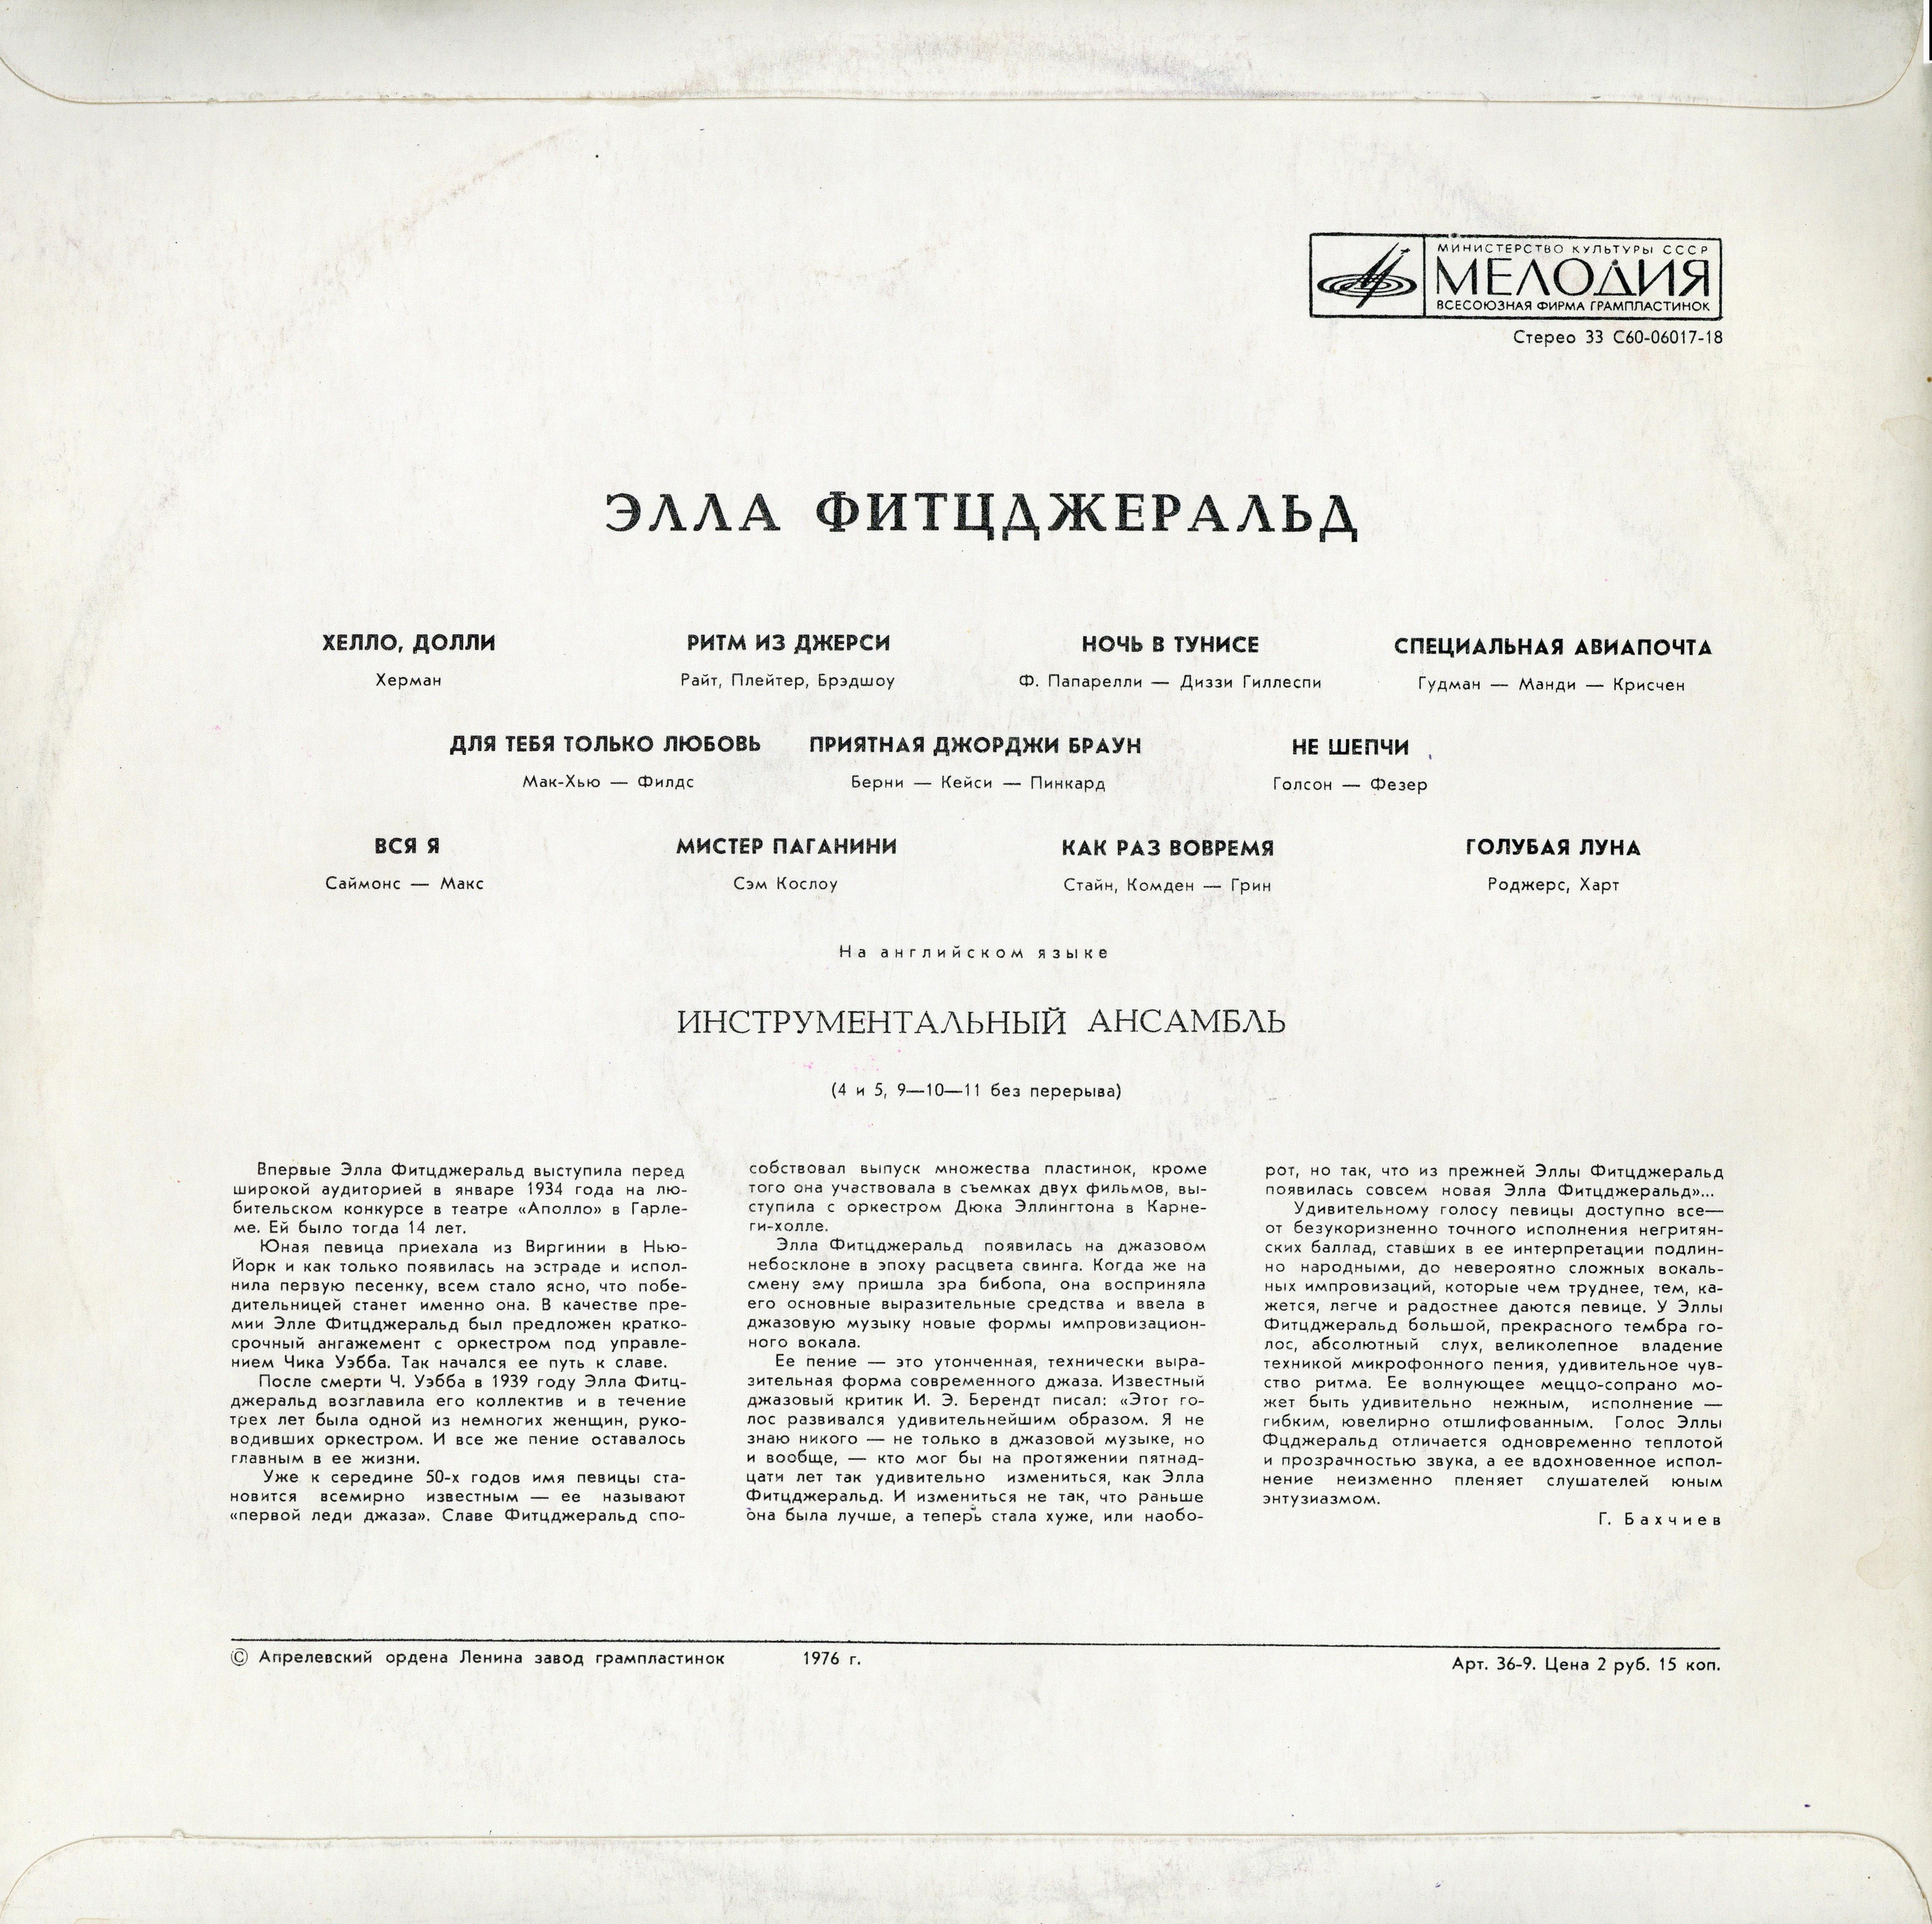 МИНИСТЕРСТВО КУЛЬТУРЫ СССР
МЕЛОДИЯ
ВСЕСОЮЗНАЯ ФИРМА ГРАМПЛАСТИНОК
Стерео 33 С60-06017-18
ЭЛЛА ФИТЦДЖЕРАЛЬД
ХЕЛЛО, ДОЛЛИ
Херман
РИТМ ИЗ ДЖЕРСИ
Райт, Плейтер, Брэдшоу
НОЧЬ В ТУНИСЕ
Ф. Папарелли — Диззи Гиллеспи
СПЕЦИАЛЬНАЯ АВИАПОЧТА
Гудман — Манди — Крисчен
ДЛЯ ТЕБЯ ТОЛЬКО ЛЮБОВЬ
Мак-Хью — Филдс
ПРИЯТНАЯ ДЖОРДЖИ БРАУН
Берни — Кейси — Пинкард
НЕ ШЕПЧИ
Голсон — Фезер
ВСЯ Я
Саймонс — Макс
МИСТЕР ПАГАНИНИ
Сэм Кослоу
КАК РАЗ ВОВРЕМЯ
Стайн, Комден — Грин
ГОЛУБАЯ ЛУНА
Роджерс, Харт
На английском языке
ИНСТРУМЕНТАЛЬНЫЙ АНСАМБЛЬ
(4 и 5, 9—10—11 без перерыва)
Впервые Элла Фитцджеральд выступила перед
широкой аудиторией в январе 1934 года на лю-
бительском конкурсе в театре «Аполло» в Гарле-
ме. Ей было тогда 14 лет.
Юная певица приехала из Виргинии в Нью-
Йорк и как только появилась на эстраде и испол-
нила первую песенку, всем стало ясно, что побе-
дительницей станет именно она. В качестве пре-
мии Элле Фитцджеральд был предложен кратко-
срочный ангажемент с оркестром под управле-
нием Чика Уэбба. Так начался ее путь к славе.
После смерти Ч. Уэбба в 1939 году Элла Фитц-
джеральд возглавила его коллектив и в течение
трех лет была одной из немногих женщин, руко-
водивших оркестром. И все же пение оставалось
главным в ее жизни.
Уже к середине 50-х годов имя певицы ста-
новится всемирно известным — ее называют
«первой леди джаза». Славе Фитцджеральд спо-
собствовал выпуск множества пластинок, кроме
того она участвовала в съемках двух фильмов, вы-
ступила с оркестром Дюка Эллингтона в Карне-
ги-холле.
Элла Фитцджеральд появилась на джазовом
небосклоне в эпоху расцвета свинга. Когда же на
смену ему пришла эра бибопа, она восприняла
его основные выразительные средства и ввела в
джазовую музыку новые формы импровизацион-
ного вокала.
Ее пение — это утонченная, технически выра-
зительная форма современного джаза. Известный
джазовый критик И. Э. Берендт писал: «Этот го-
лос развивался удивительнейшим образом. Я не
знаю никого — не только в джазовой музыке, но
и вообще, — кто мог бы на протяжении пятнад-
цати лет так удивительно измениться, как Элла
Фитцджеральд. И измениться не так, что раньше
она была лучше, а теперь стала хуже, или наобо-
рот, но так, что из прежней Эллы Фитцджеральд
появилась совсем новая Элла Фитцджеральд»...
Удивительному голосу певицы доступно все—
от безукоризненно точного исполнения негритян-
ских баллад, ставших в ее интерпретации подлин-
но народными, до невероятно сложных вокаль-
ных импровизаций, которые чем труднее, тем, ка-
жется, легче и радостнее даются певице. У Эллы
Фитцджеральд большой, прекрасного тембра го-
лос, абсолютный слух, великолепное владение
техникой микрофонного пения, удивительное чув-
ство ритма. Ее волнующее меццо-сопрано мо-
жет быть удивительно нежным, исполнение —
гибким, ювелирно отшлифованным. Голос Эллы
Фцджеральд отличается одновременно теплотой
и прозрачностью звука, а ее вдохновенное испол-
нение неизменно пленяет слушателей юным
энтузиазмом.
Г. Бахчиев
© Апрелевский ордена Ленина завод грампластинок 1976 г.
Арт. 36-9. Цена 2 руб. 15 коп.